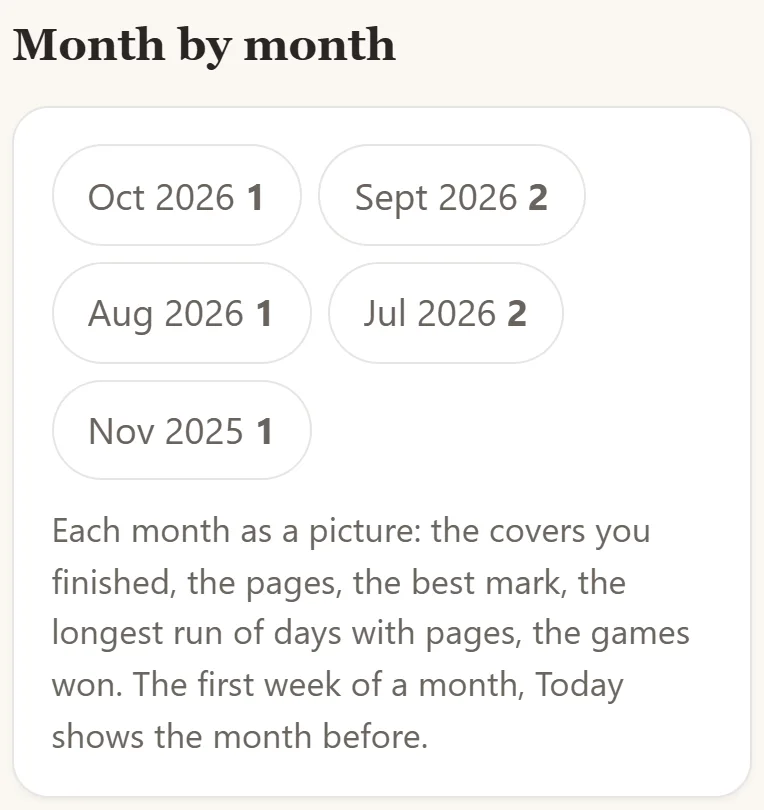 Month by month
Oct 2026 1
Sept 2026 2
Aug 2026 1
Jul 2026 2
Nov 2025 1
Each month as a picture: the covers you
finished, the pages, the best mark, the
longest run of days with pages, the games
won. The first week of a month, Today
shows the month before.